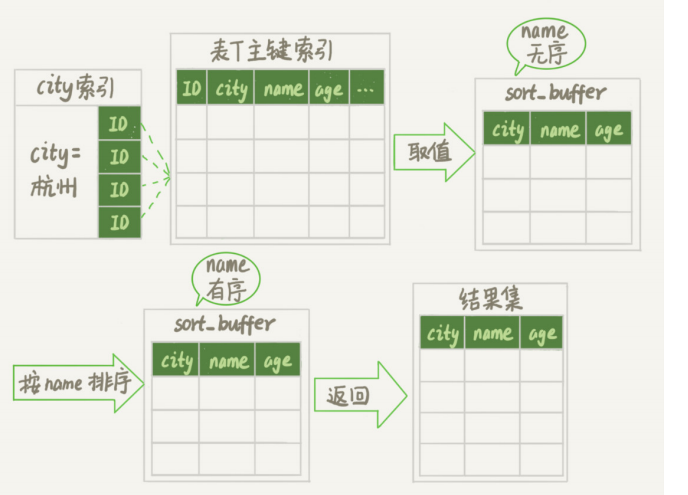 city索引
city=
杭州
ID
ID
ID
ID
表T主键索引
ID city name age ...
取值
name
无序
sort_buffer
city name age
按name排序
name
有序
sort_buffer
city name age
返回
结果集
city name age